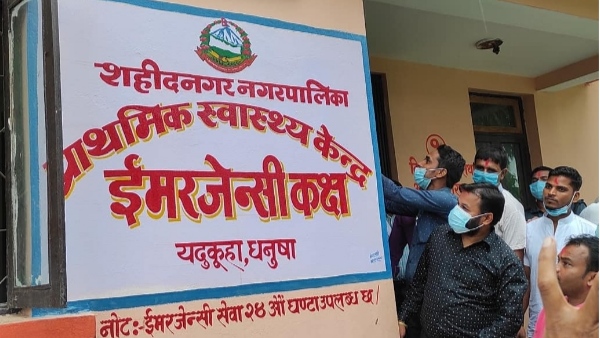 शहीदनगर नगरपालिका
प्राथमिक स्वास्थ्य केन्द्र
ईमरजेन्सी कक्ष
यदुकूहा,धनुषा
नोट:-ईमरजेन्सी सेवा २४ औं घण्टा उपलब्ध छ।